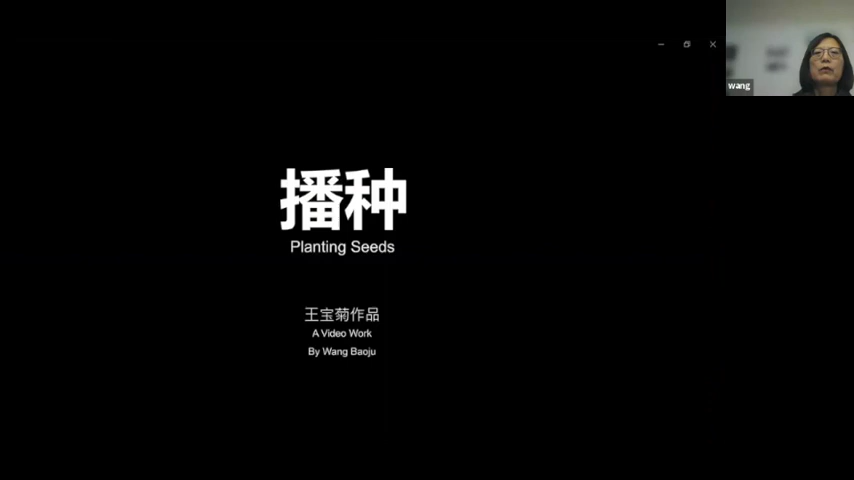 播种
Planting Seeds
王宝菊作品
A Video Work
By Wang Baoju
wang